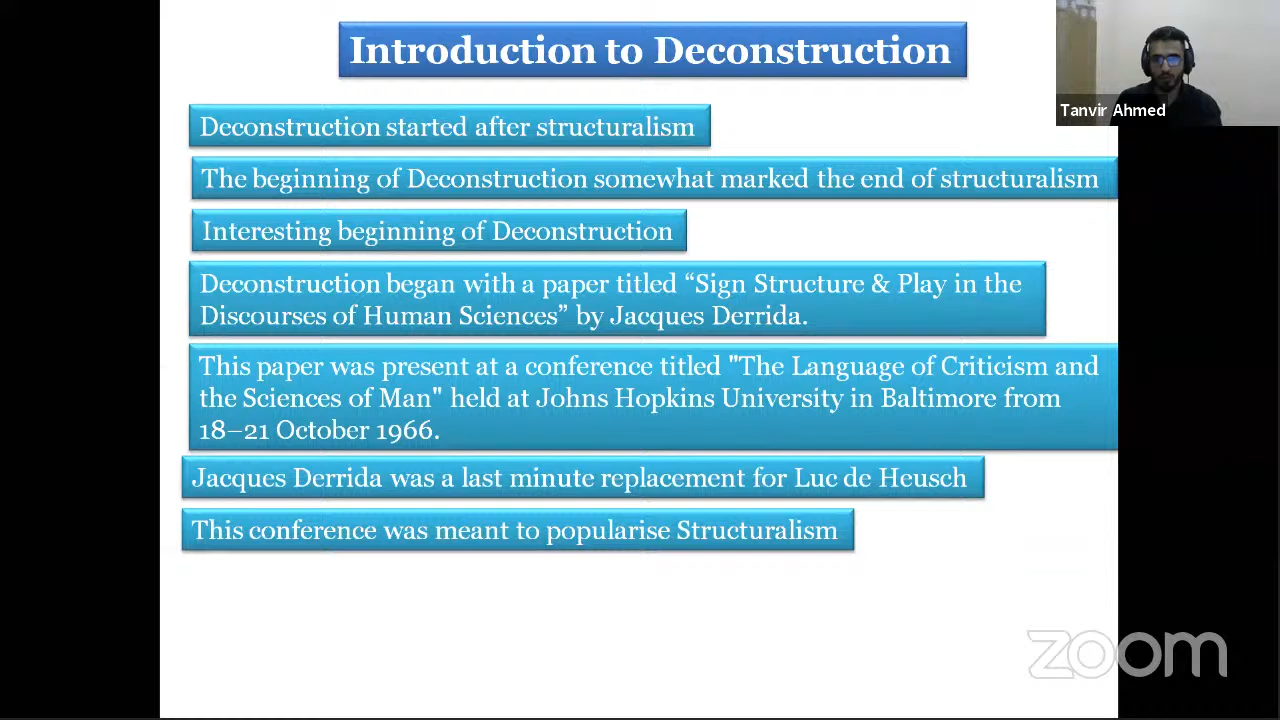 Introduction to Deconstruction
Tanvir Ahmed
Deconstruction started after structuralism
The beginning of Deconstruction somewhat marked the end of structuralism
Interesting beginning of Deconstruction
Deconstruction began with a paper titled “Sign Structure & Play in the
Discourses of Human Sciences” by Jacques Derrida.
This paper was present at a conference titled "The Language of Criticism and
the Sciences of Man" held at Johns Hopkins University in Baltimore from
18–21 October 1966.
Jacques Derrida was a last minute replacement for Luc de Heusch
This conference was meant to popularise Structuralism
zoom